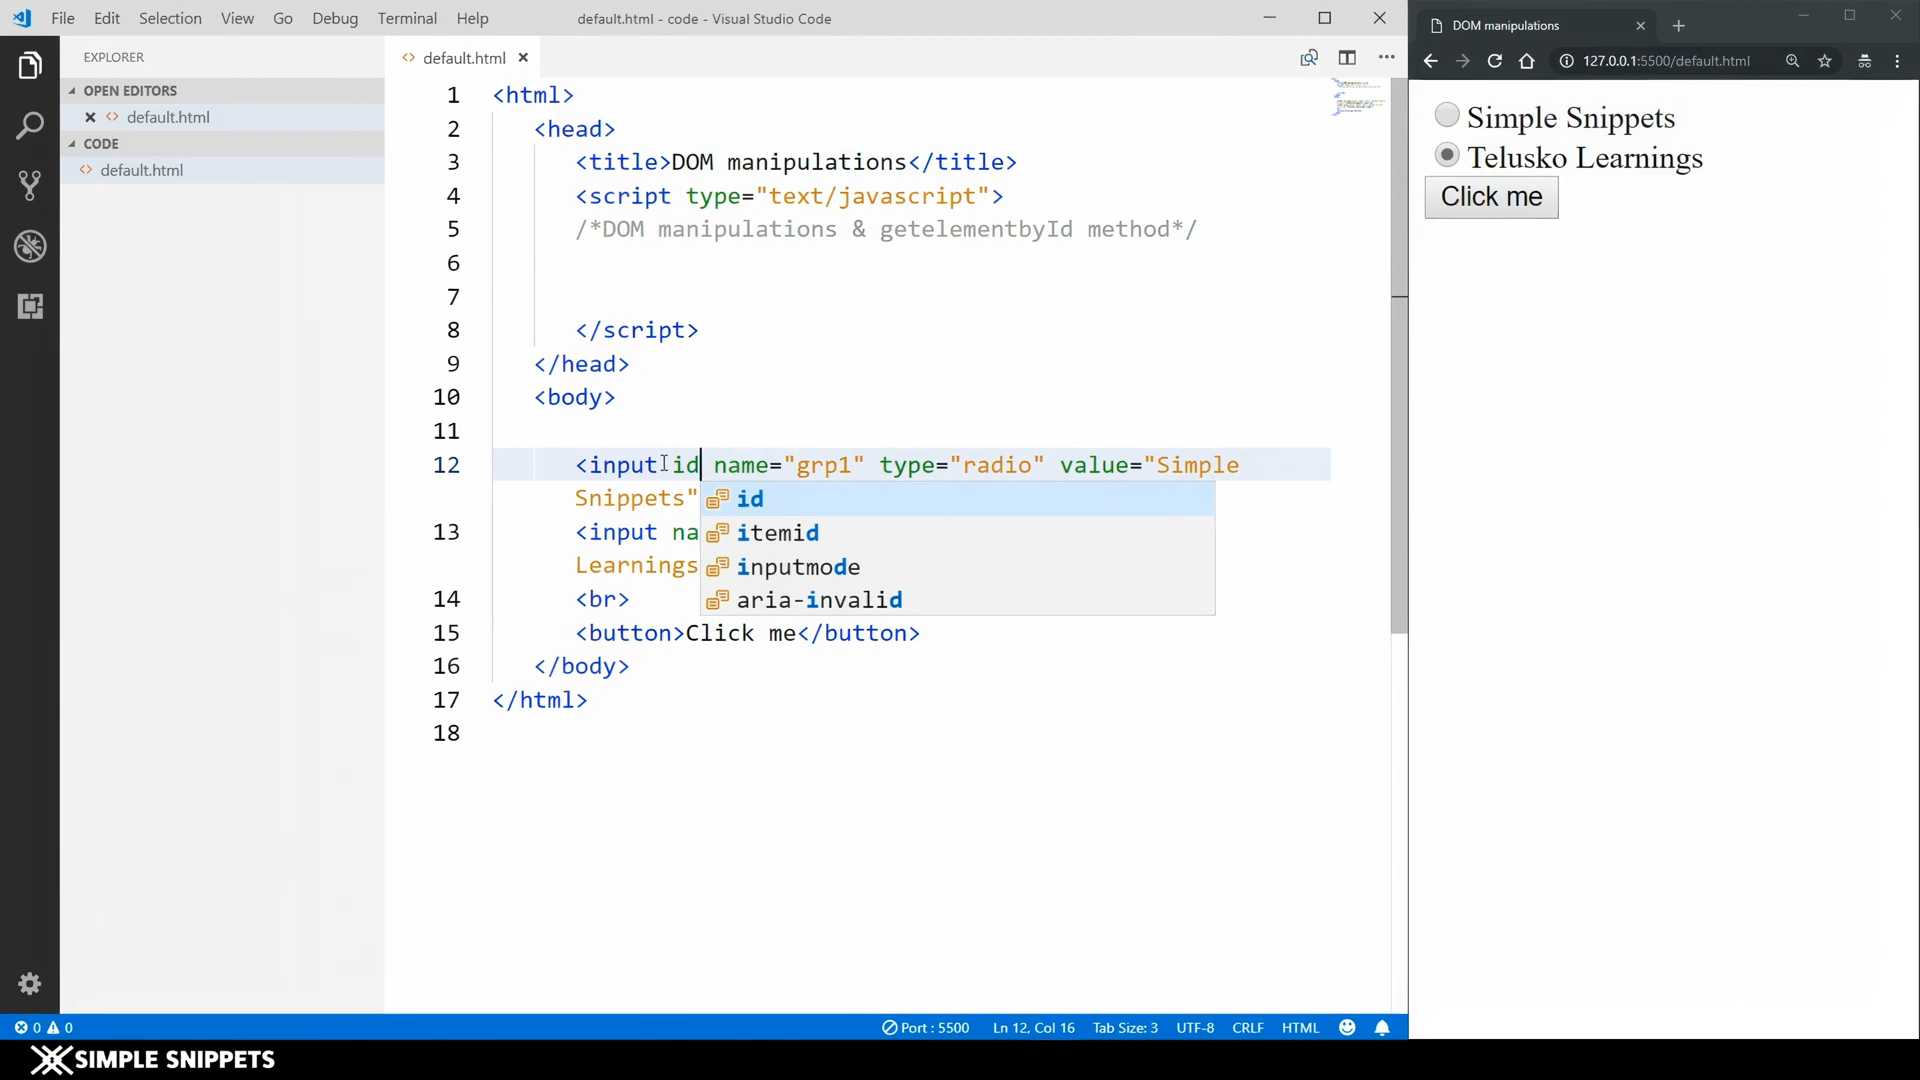 File Edit Selection View Go Debug Terminal Help
default.html - code - Visual Studio Code
EXPLORER
OPEN EDITORS
default.html
CODE
default.html
default.html
1 <html>
2 <head>
3 <title>DOM manipulations</title>
4 <script type="text/javascript">
5 /*DOM manipulations & getelementbyId method*/
6
7
8 </script>
9 </head>
10 <body>
11
12 <input id name="grp1" type="radio" value="Simple
Snippets"
13 <input na
Learnings
14 <br>
15 <button>Click me</button>
16 </body>
17 </html>
18
id
itemid
inputmode
aria-invalid
0 0
Port : 5500 Ln 12, Col 16 Tab Size: 3 UTF-8 CRLF HTML
DOM manipulations
127.0.0.1:5500/default.html
Simple Snippets
Telusko Learnings
Click me
SIMPLE SNIPPETS